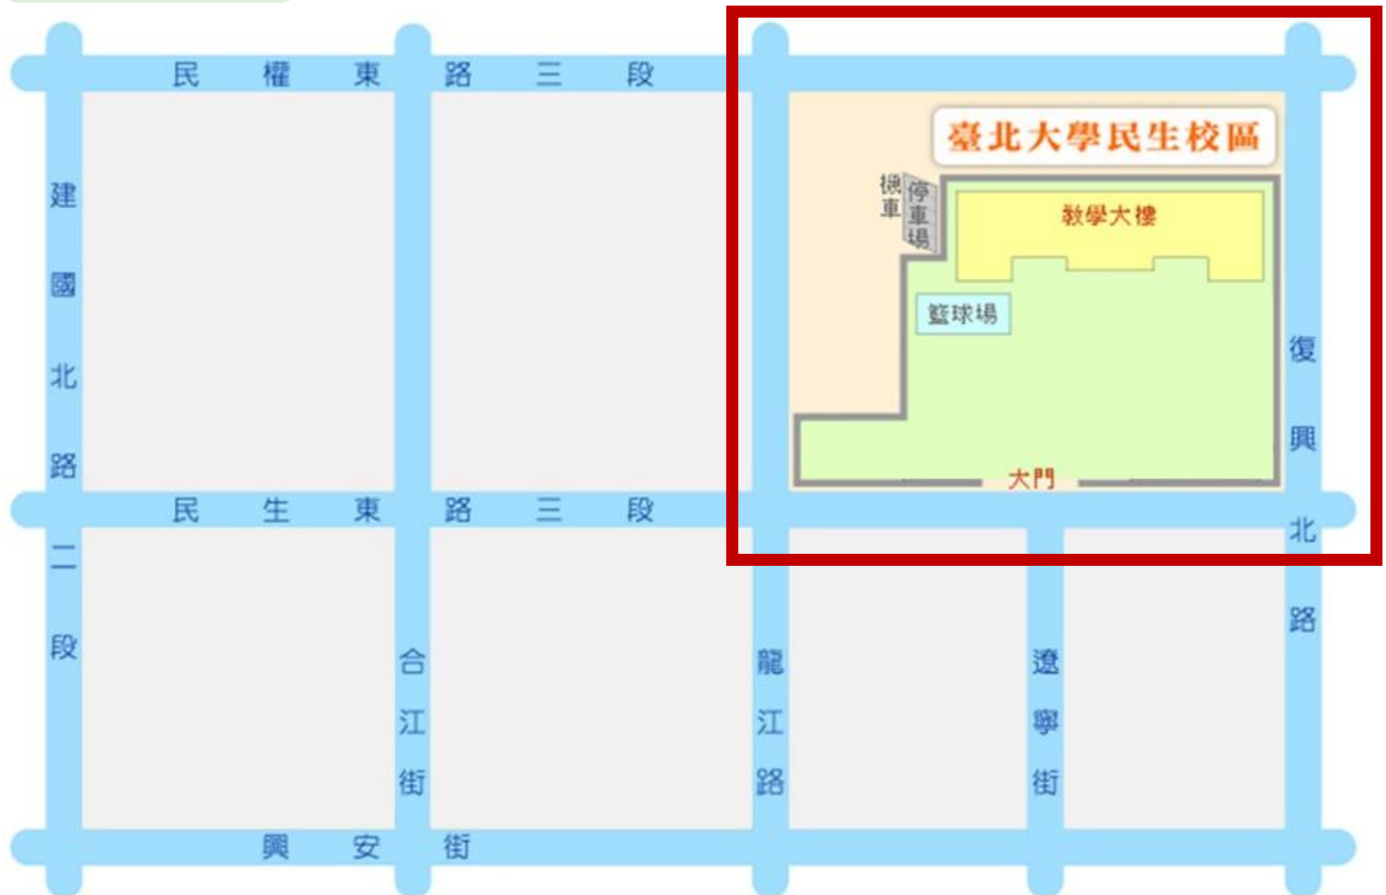 民權東路三段
臺北大學民生校區
機車
停車場
教學大樓
籃球場
大門
建國北路二段
復興北路
民生東路三段
合江街
龍江路
遼寧街
興安街